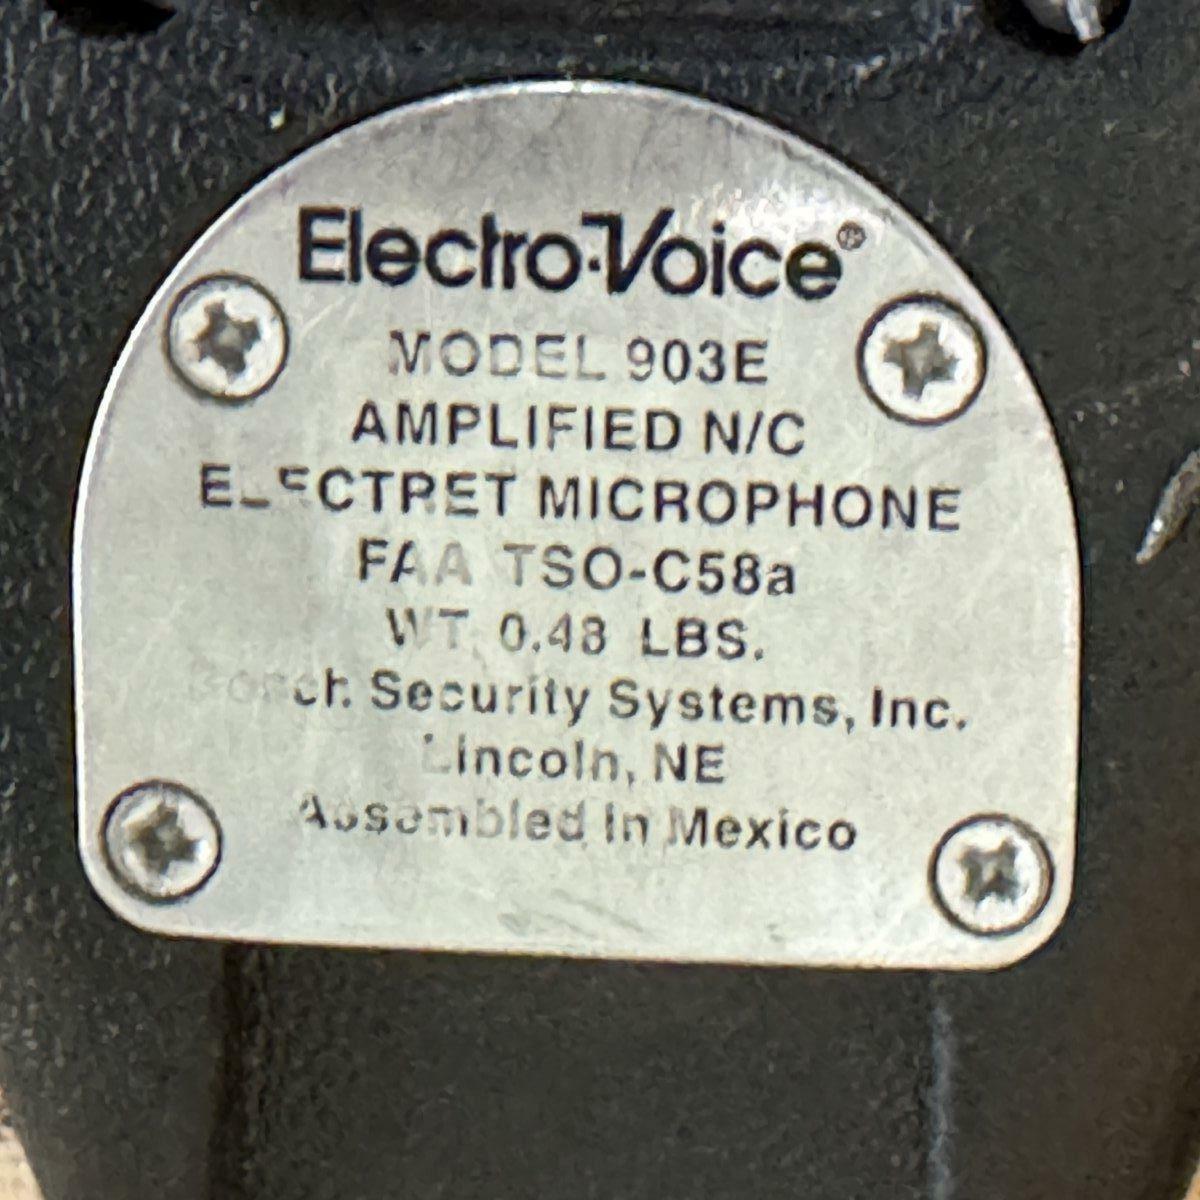 Electro-Voice®
MODEL 903E
AMPLIFIED N/C
ELECTRET MICROPHONE
FAA TSO-C58a
WT. 0.48 LBS.
Bosch Security Systems, Inc.
Lincoln, NE
Assembled In Mexico